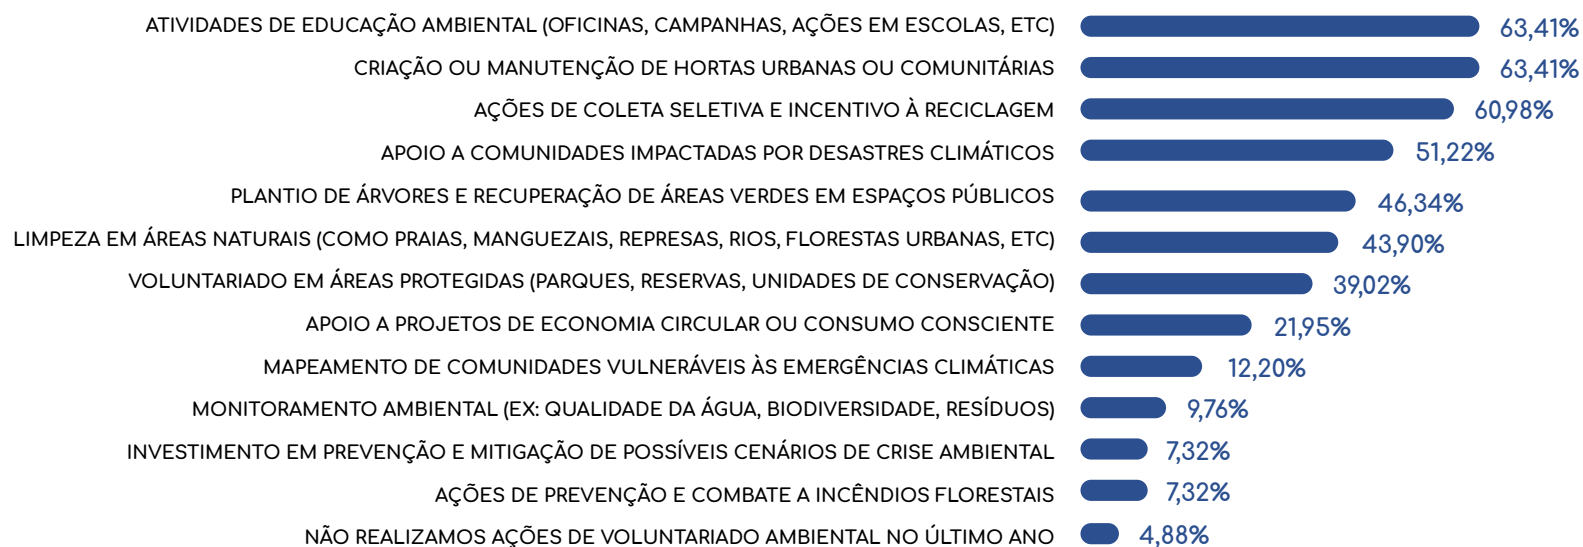 ATIVIDADES DE EDUCAÇÃO AMBIENTAL (OFICINAS, CAMPANHAS, AÇÕES EM ESCOLAS, ETC) 63,41%
CRIAÇÃO OU MANUTENÇÃO DE HORTAS URBANAS OU COMUNITÁRIAS 63,41%
AÇÕES DE COLETA SELETIVA E INCENTIVO À RECICLAGEM 60,98%
APOIO A COMUNIDADES IMPACTADAS POR DESASTRES CLIMÁTICOS 51,22%
PLANTIO DE ÁRVORES E RECUPERAÇÃO DE ÁREAS VERDES EM ESPAÇOS PÚBLICOS 46,34%
LIMPEZA EM ÁREAS NATURAIS (COMO PRAIAS, MANGUEZAIS, REPRESAS, RIOS, FLORESTAS URBANAS, ETC) 43,90%
VOLUNTARIADO EM ÁREAS PROTEGIDAS (PARQUES, RESERVAS, UNIDADES DE CONSERVAÇÃO) 39,02%
APOIO A PROJETOS DE ECONOMIA CIRCULAR OU CONSUMO CONSCIENTE 21,95%
MAPEAMENTO DE COMUNIDADES VULNERÁVEIS ÀS EMERGÊNCIAS CLIMÁTICAS 12,20%
MONITORAMENTO AMBIENTAL (EX: QUALIDADE DA ÁGUA, BIODIVERSIDADE, RESÍDUOS) 9,76%
INVESTIMENTO EM PREVENÇÃO E MITIGAÇÃO DE POSSÍVEIS CENÁRIOS DE CRISE AMBIENTAL 7,32%
AÇÕES DE PREVENÇÃO E COMBATE A INCÊNDIOS FLORESTAIS 7,32%
NÃO REALIZAMOS AÇÕES DE VOLUNTARIADO AMBIENTAL NO ÚLTIMO ANO 4,88%